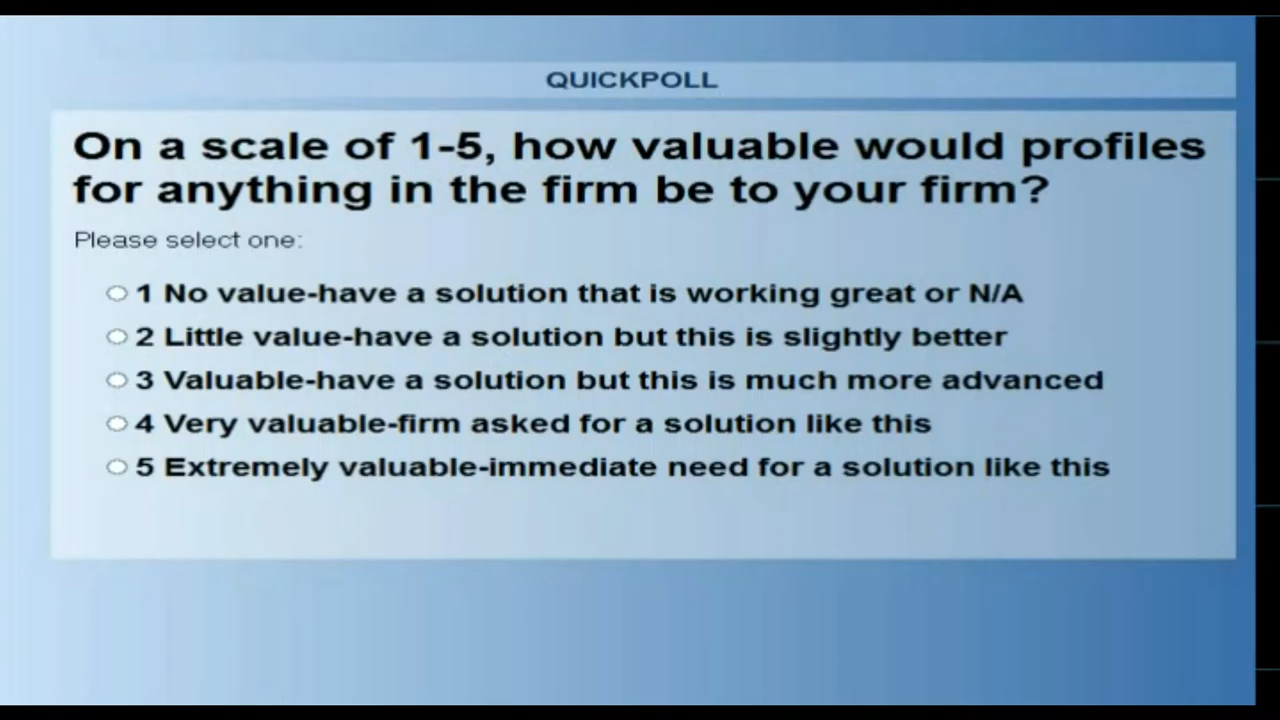 QUICKPOLL
On a scale of 1-5, how valuable would profiles
for anything in the firm be to your firm?
Please select one:
1 No value-have a solution that is working great or N/A
2 Little value-have a solution but this is slightly better
3 Valuable-have a solution but this is much more advanced
4 Very valuable-firm asked for a solution like this
5 Extremely valuable-immediate need for a solution like this